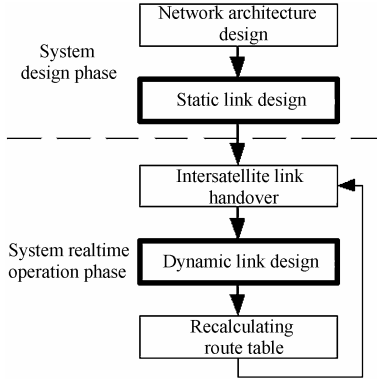 Network architecture
design
System
design phase
Static link design
Intersatellite link
handover
System realtime
operation phase
Dynamic link design
Recalculating
route table